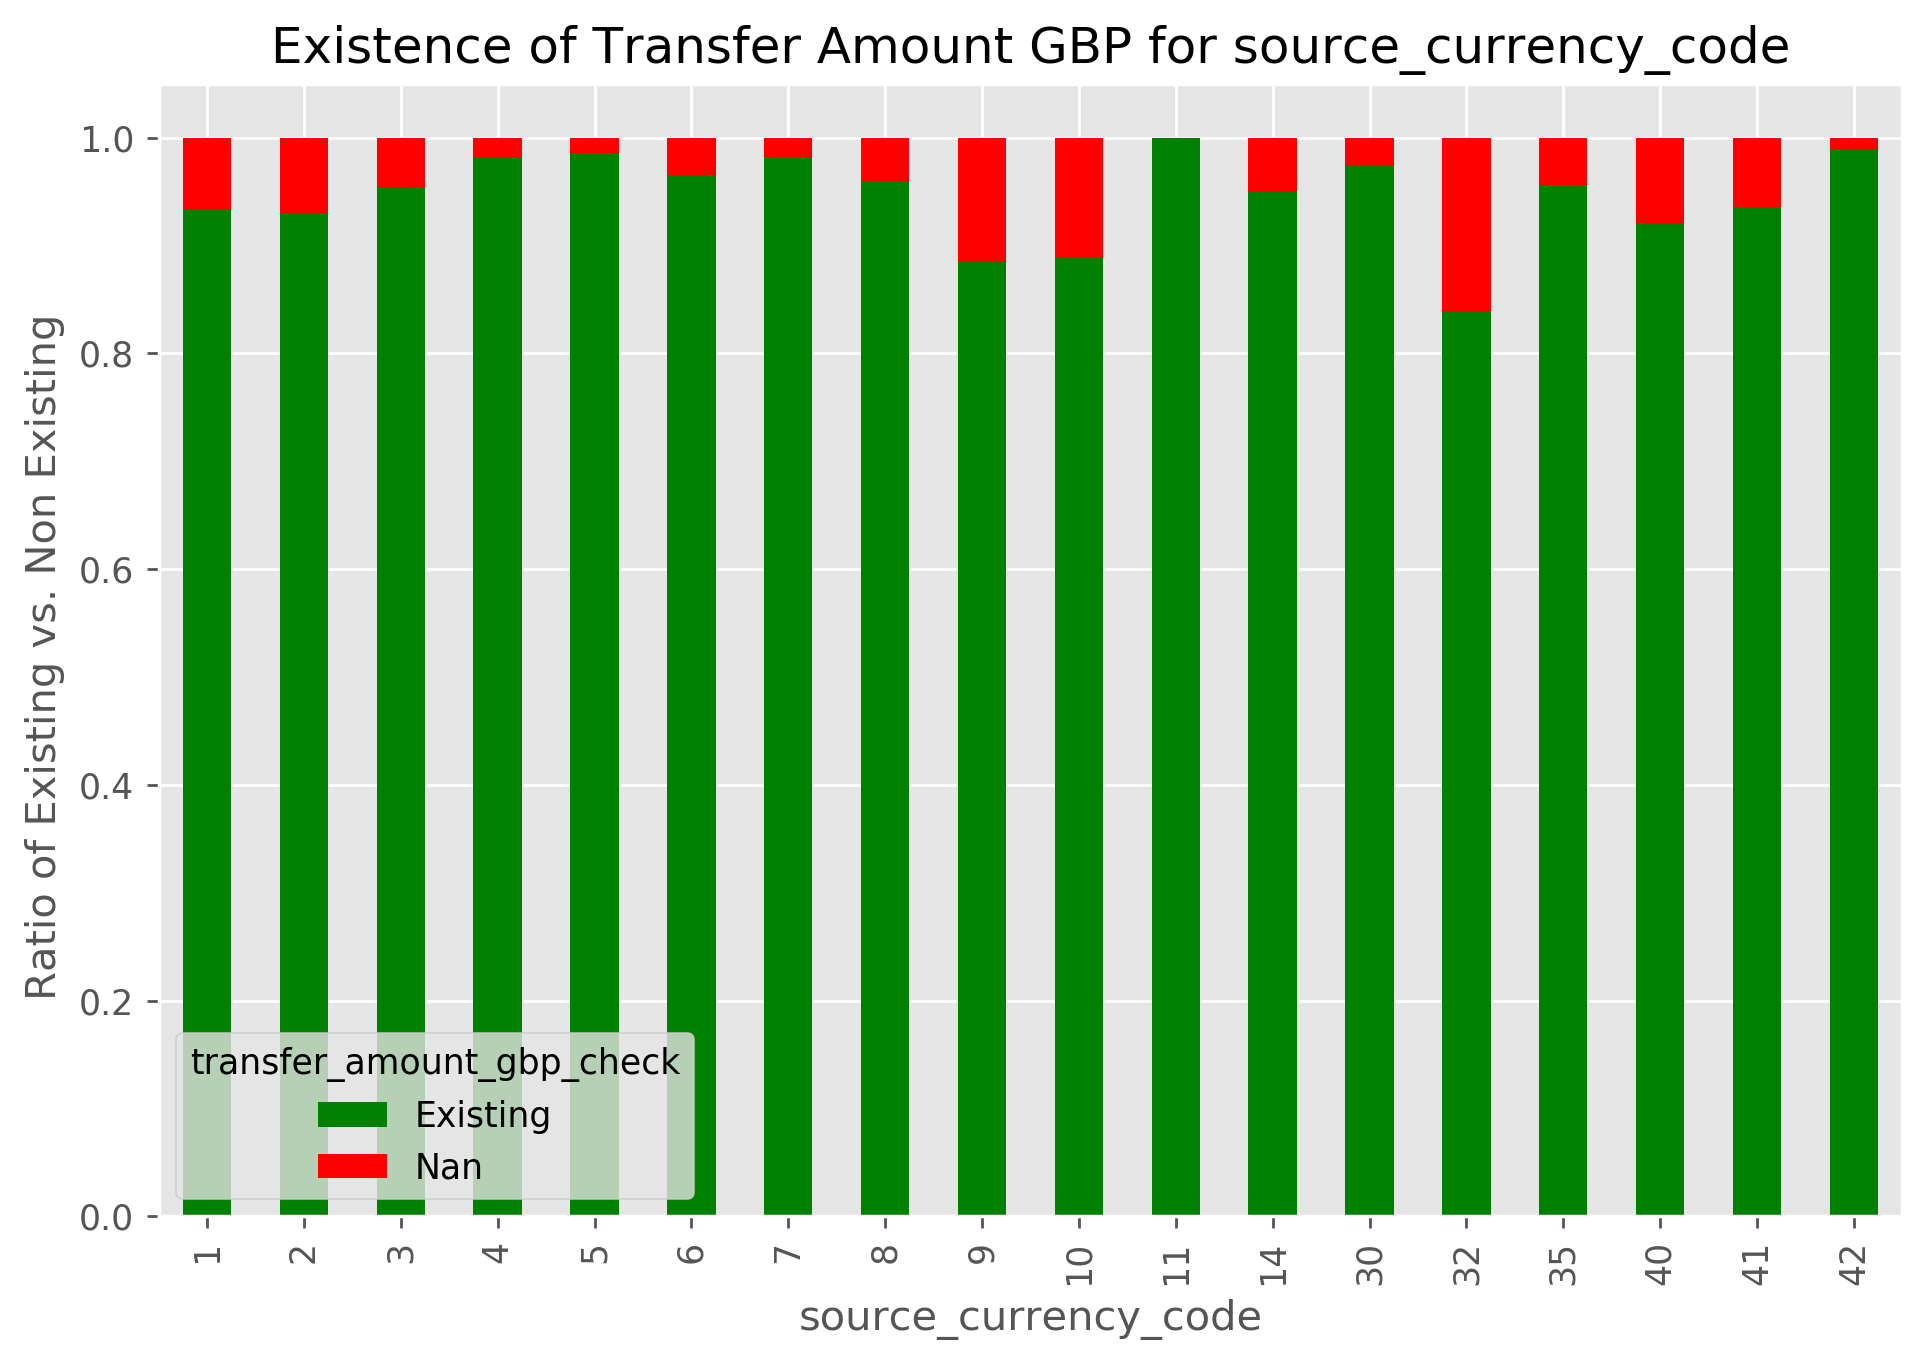 Existence of Transfer Amount GBP for source_currency_code
Ratio of Existing vs. Non Existing
1.0
0.8
0.6
0.4
0.2
0.0
transfer_amount_gbp_check
Existing
Nan
1 2 3 4 5 6 7 8 9 10 11 14 30 32 35 40 41 42
source_currency_code